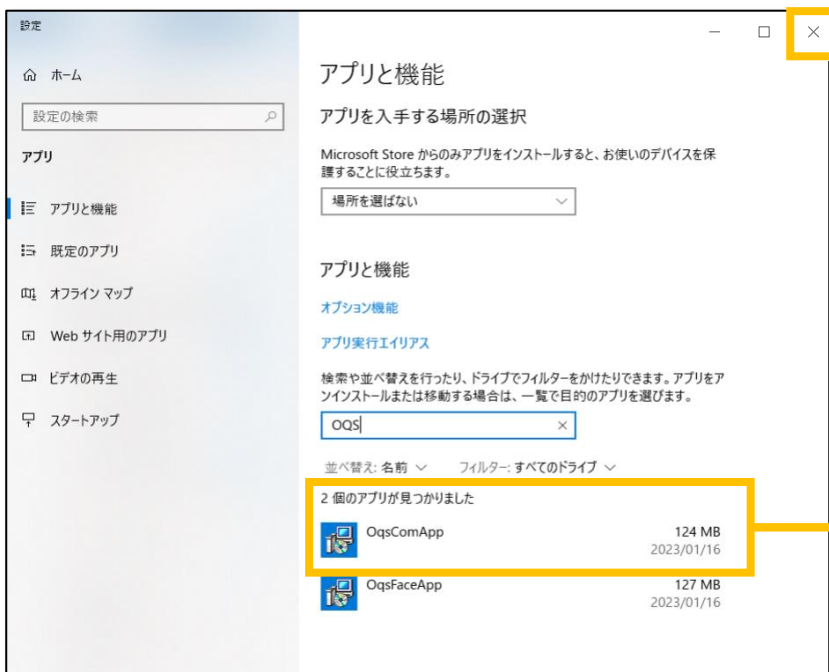 設定
ホーム
設定の検索
アプリ
アプリと機能
既定のアプリ
オフライン マップ
Web サイト用のアプリ
ビデオの再生
スタートアップ
アプリと機能
アプリを入手する場所の選択
Microsoft Store からのみアプリをインストールすると、お使いのデバイスを保
護することに役立ちます。
場所を選ばない
アプリと機能
オプション機能
アプリ実行エイリアス
検索や並べ替えを行ったり、ドライブでフィルターをかけたりできます。アプリをア
ンインストールまたは移動する場合は、一覧で目的のアプリを選びます。
OQS
並べ替え: 名前 フィルター: すべてのドライブ
2 個のアプリが見つかりました
OqsComApp 124 MB
2023/01/16
OqsFaceApp 127 MB
2023/01/16